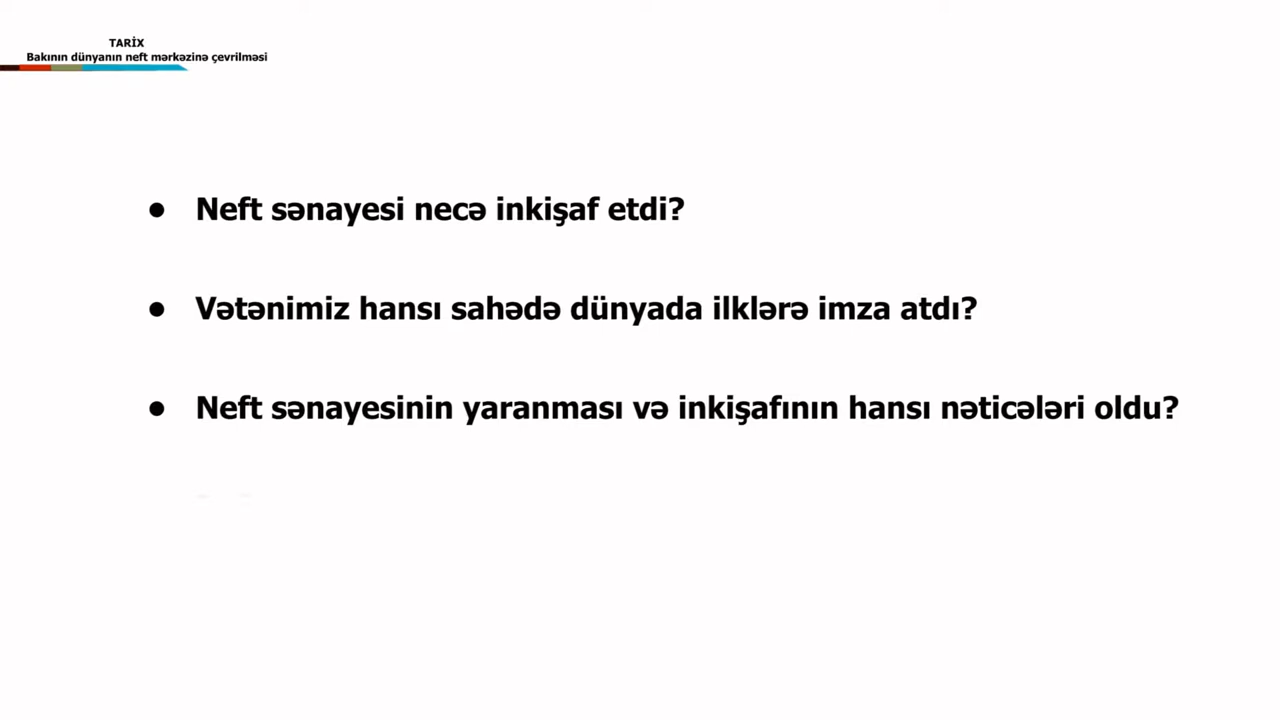 TARİX
Bakının dünyanın neft mərkəzinə çevrilməsi
● Neft sənayesi necə inkişaf etdi?
● Vətənimiz hansı sahədə dünyada ilklərə imza atdı?
● Neft sənayesinin yaranması və inkişafının hansı nəticələri oldu?